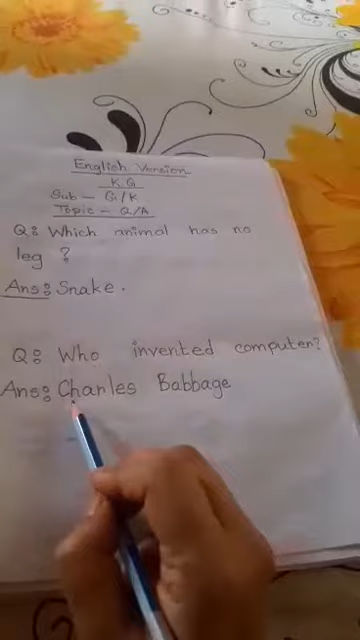 English Version
K G
Sub - G/K
Topic - Q/A
Q: Which animal has no
leg ?
Ans: Snake.
Q: Who invented computer?
Ans: Charles Babbage